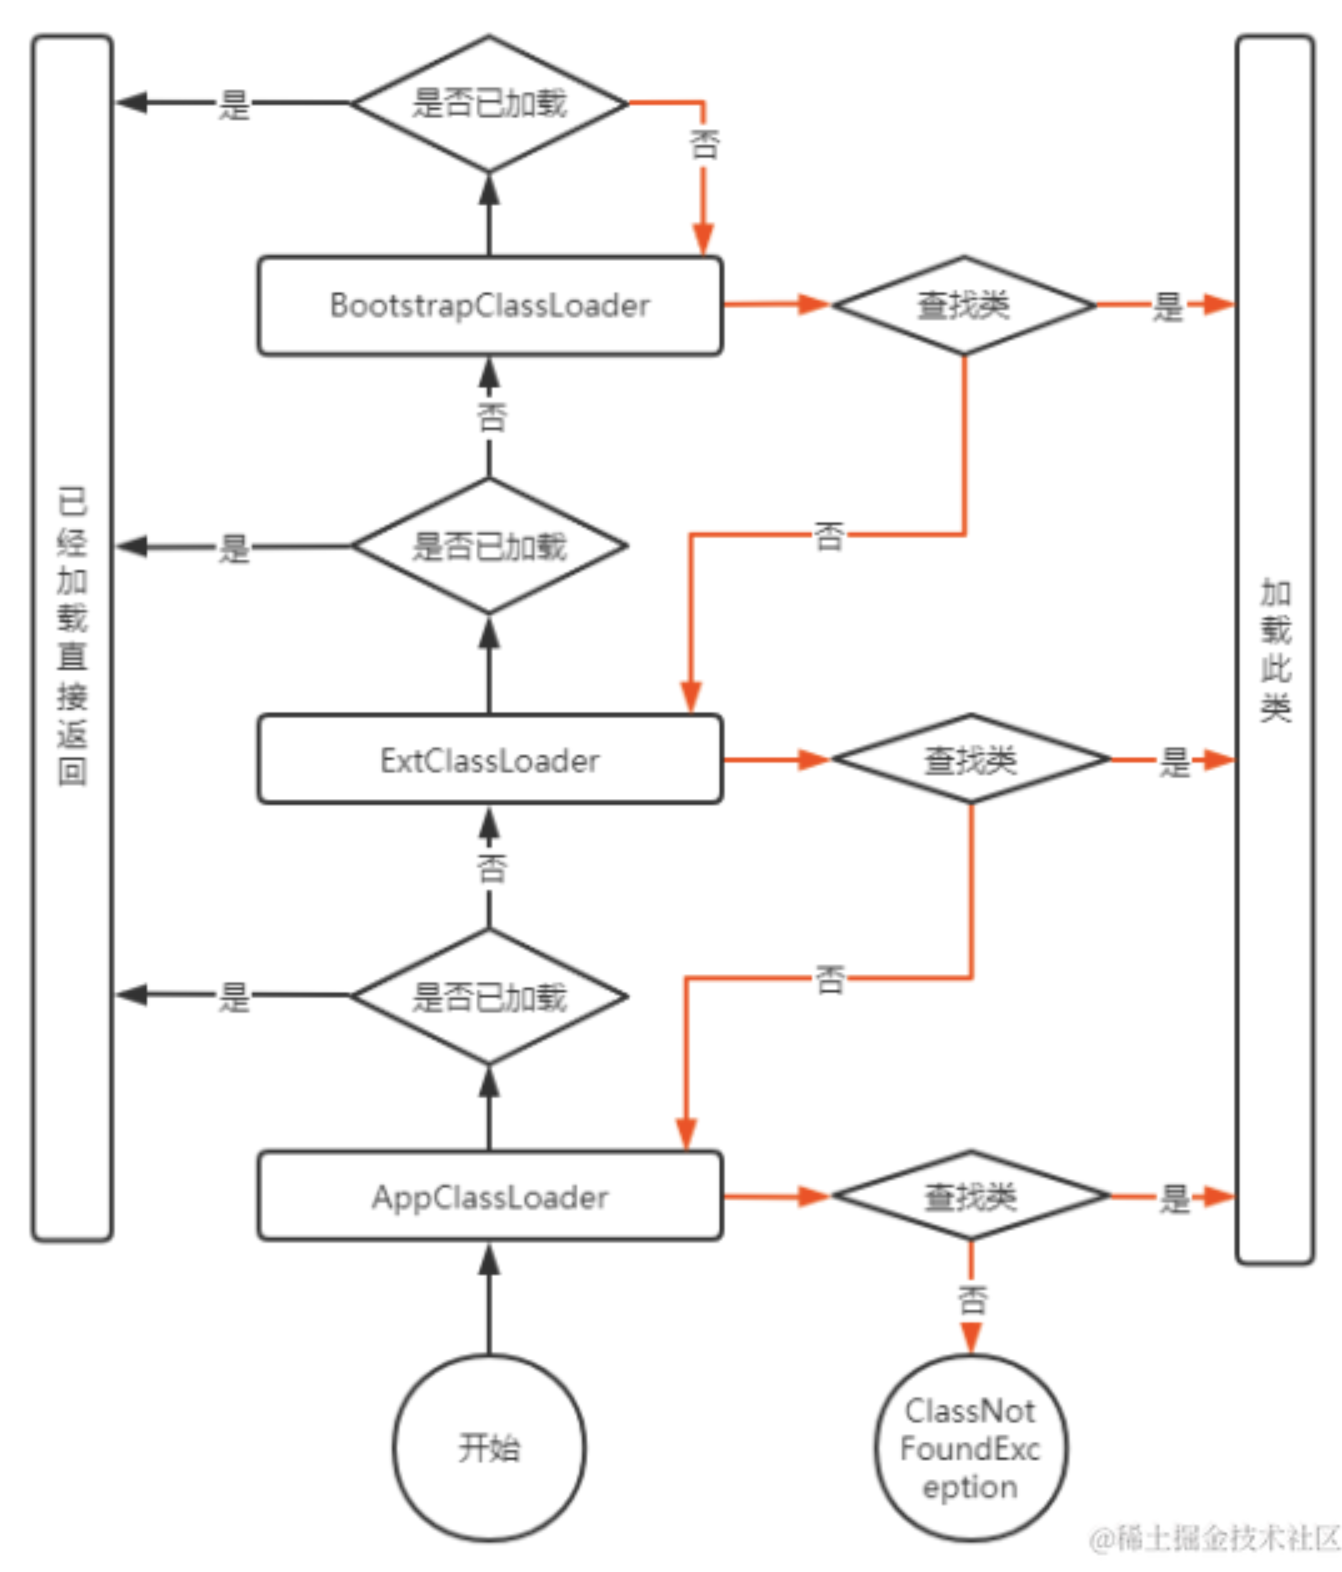 是否已加载
是
否
BootstrapClassLoader
查找类
是
否
是否已加载
是
否
已经加载直接返回
加载此类
ExtClassLoader
查找类
是
否
是否已加载
是
否
AppClassLoader
查找类
是
否
开始
ClassNot
FoundExc
eption
@稀土掘金技术社区